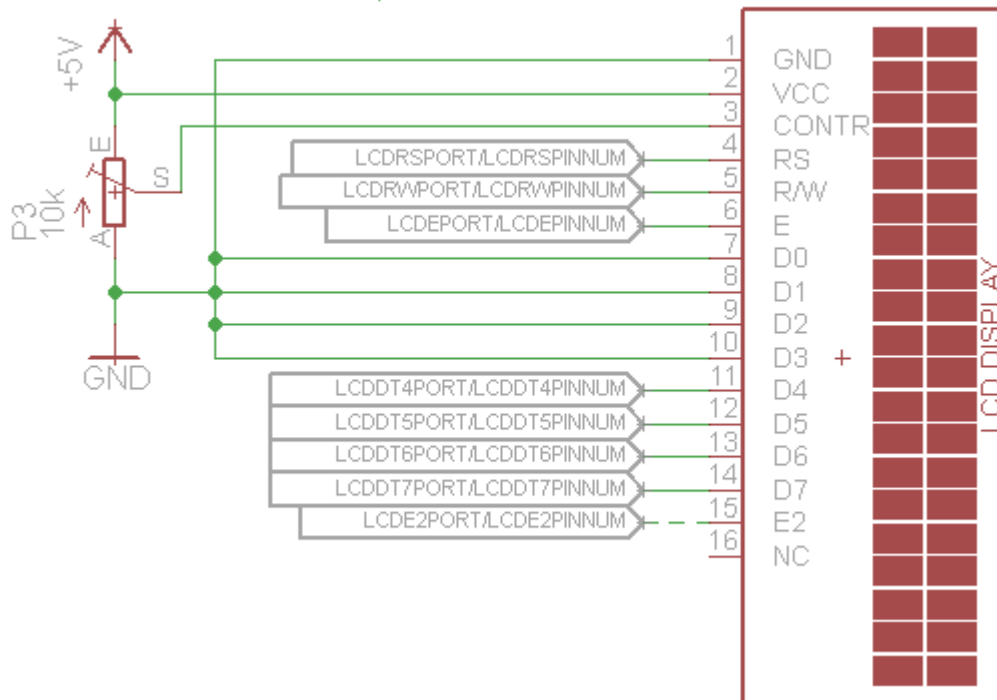 +5V
E
S
P3
10k
A
GND
1 GND
2 VCC
3 CONTR
LCDRSPORT/LCDRSPINNUM 4 RS
LCDRWPORT/LCDRWPINNUM 5 R/W
LCDEPORT/LCDEPINNUM 6 E
7 D0
8 D1
9 D2
10 D3
LCDDT4PORT/LCDDT4PINNUM 11 D4
LCDDT5PORT/LCDDT5PINNUM 12 D5
LCDDT6PORT/LCDDT6PINNUM 13 D6
LCDDT7PORT/LCDDT7PINNUM 14 D7
LCDE2PORT/LCDE2PINNUM 15 E2
16 NC
LCD DISPLAY